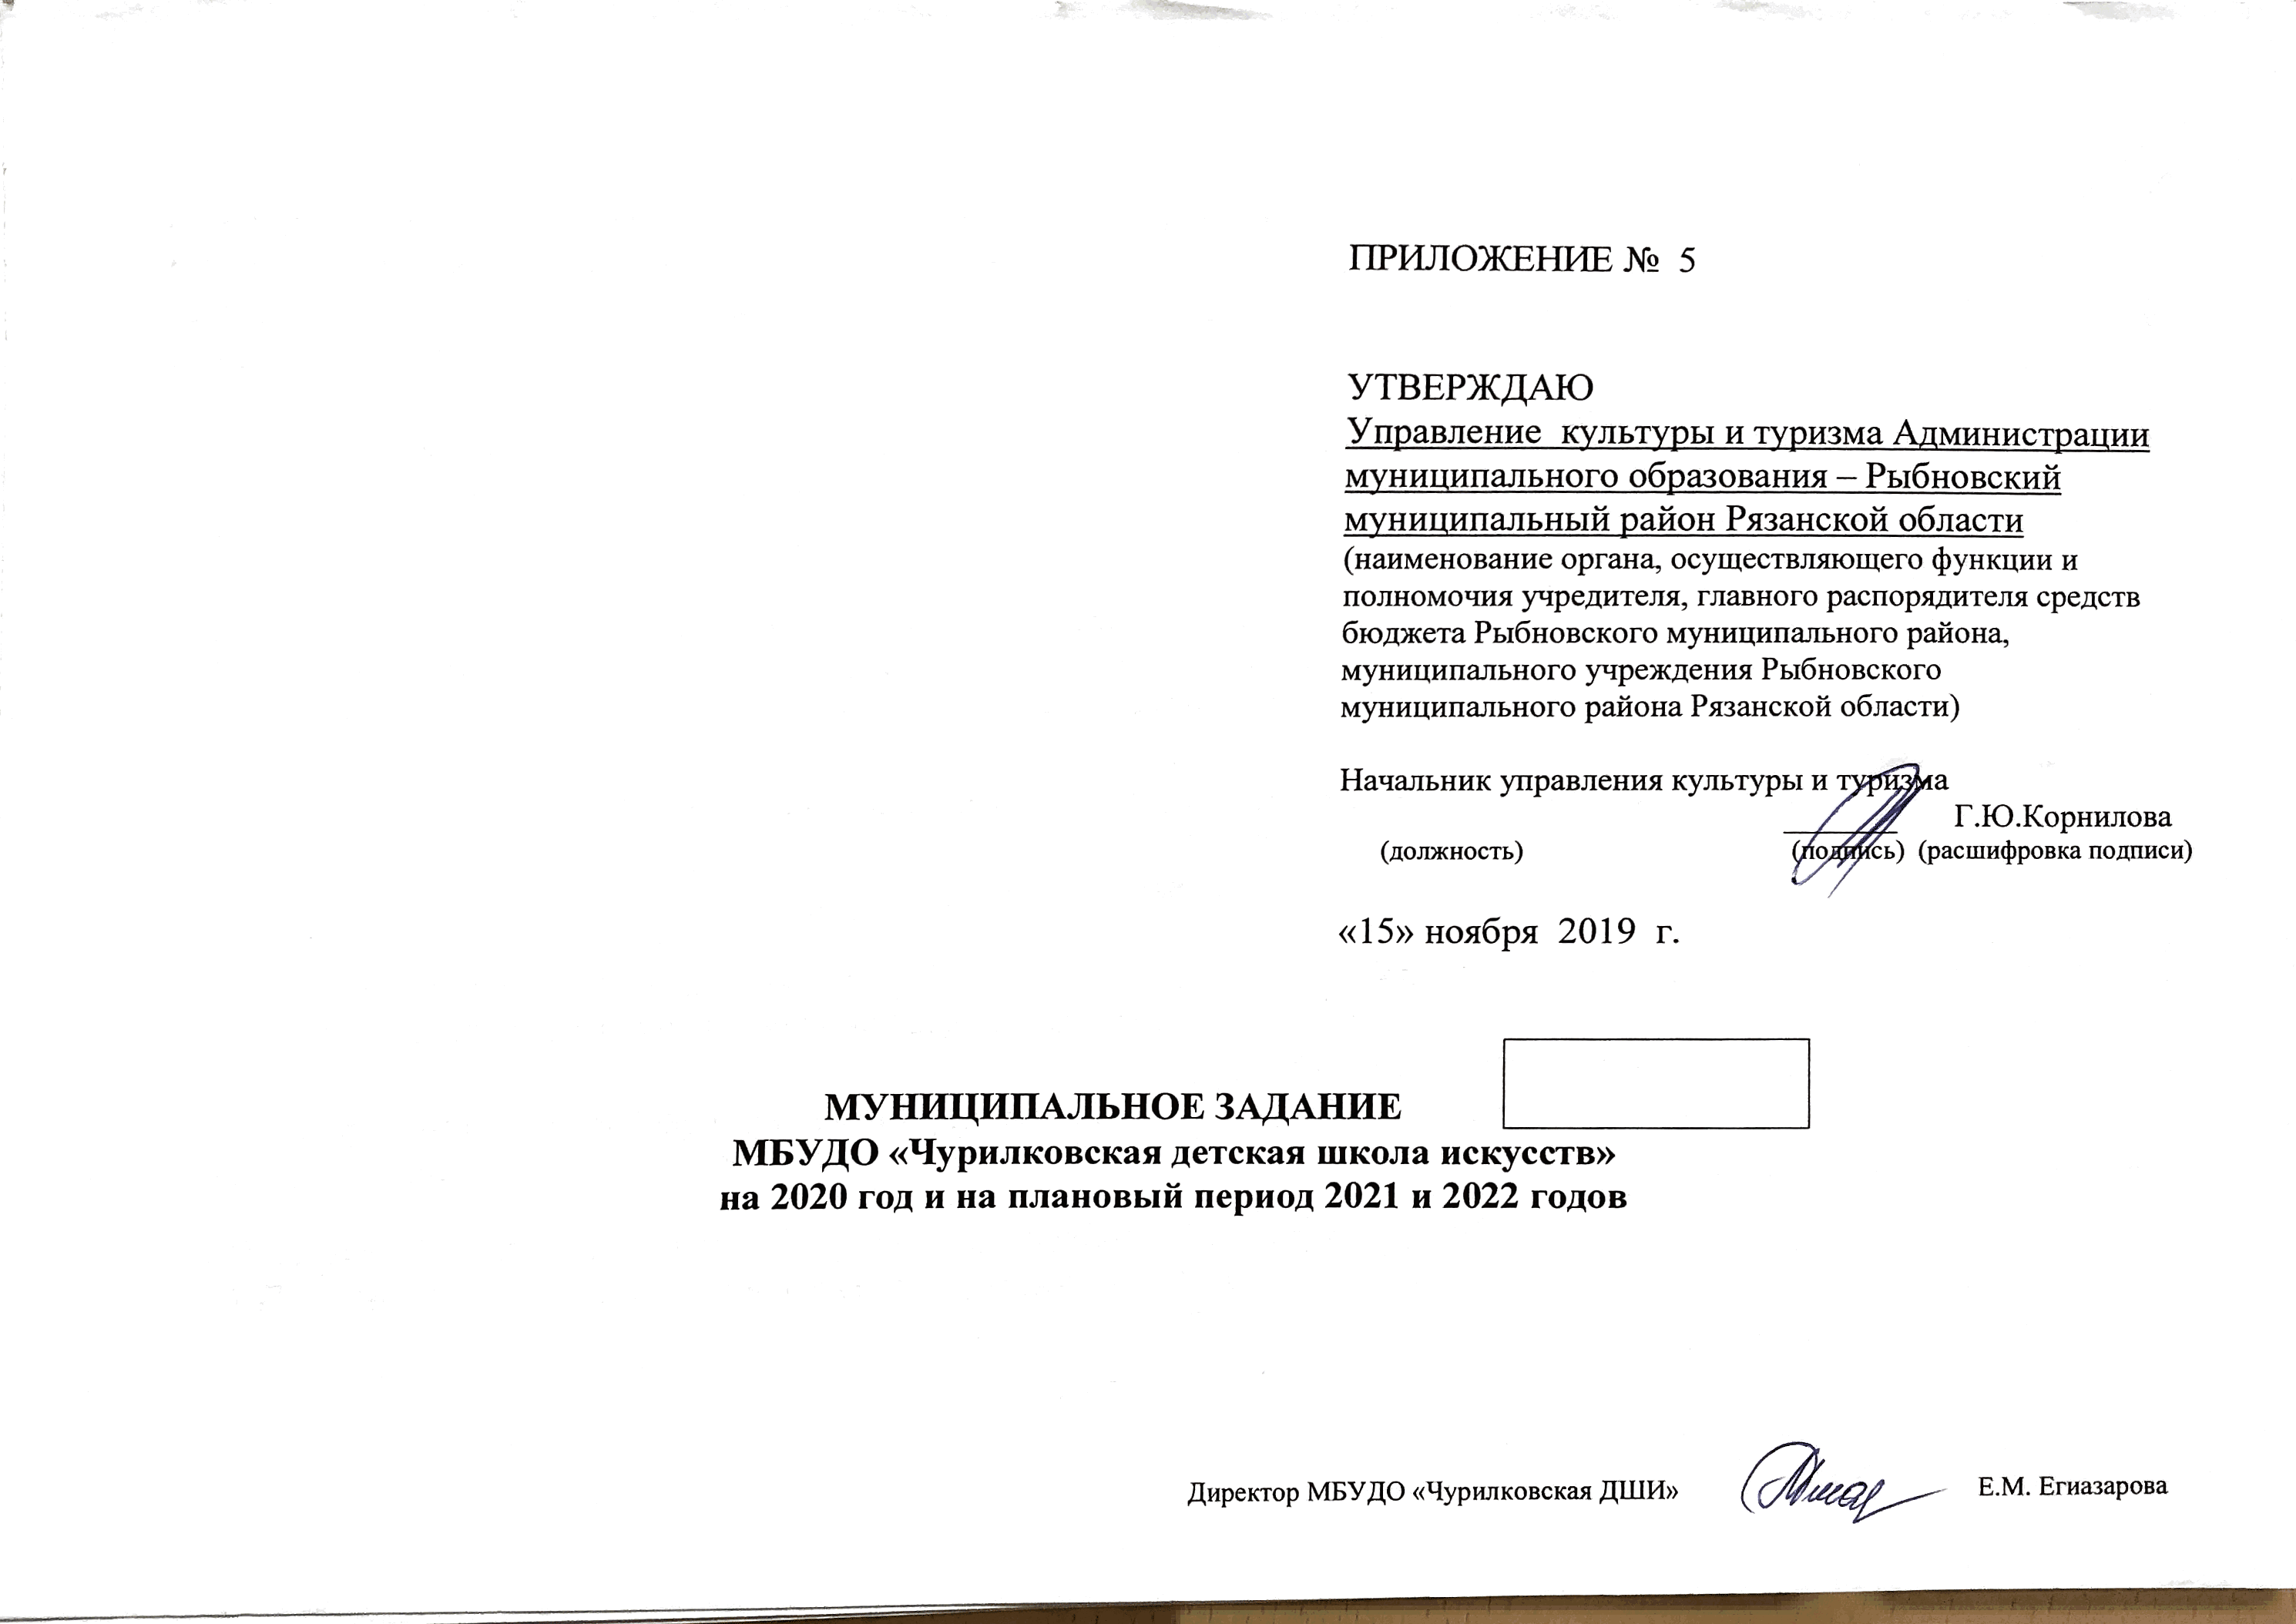 ПРИЛОЖЕНИЕ № 5
УТВЕРЖДАЮ
Управление культуры и туризма Администрации
муниципального образования – Рыбновский
муниципальный район Рязанской области
(наименование органа, осуществляющего функции и
полномочия учредителя, главного распорядителя средств
бюджета Рыбновского муниципального района,
муниципального учреждения Рыбновского
муниципального района Рязанской области)
Начальник управления культуры и туризма
Г.Ю.Корнилова
(должность) (подпись) (расшифровка подписи)
«15» ноября 2019 г.
МУНИЦИПАЛЬНОЕ ЗАДАНИЕ
МБУДО «Чурилковская детская школа искусств»
на 2020 год и на плановый период 2021 и 2022 годов
Директор МБУДО «Чурилковская ДШИ» Е.М. Егиазарова